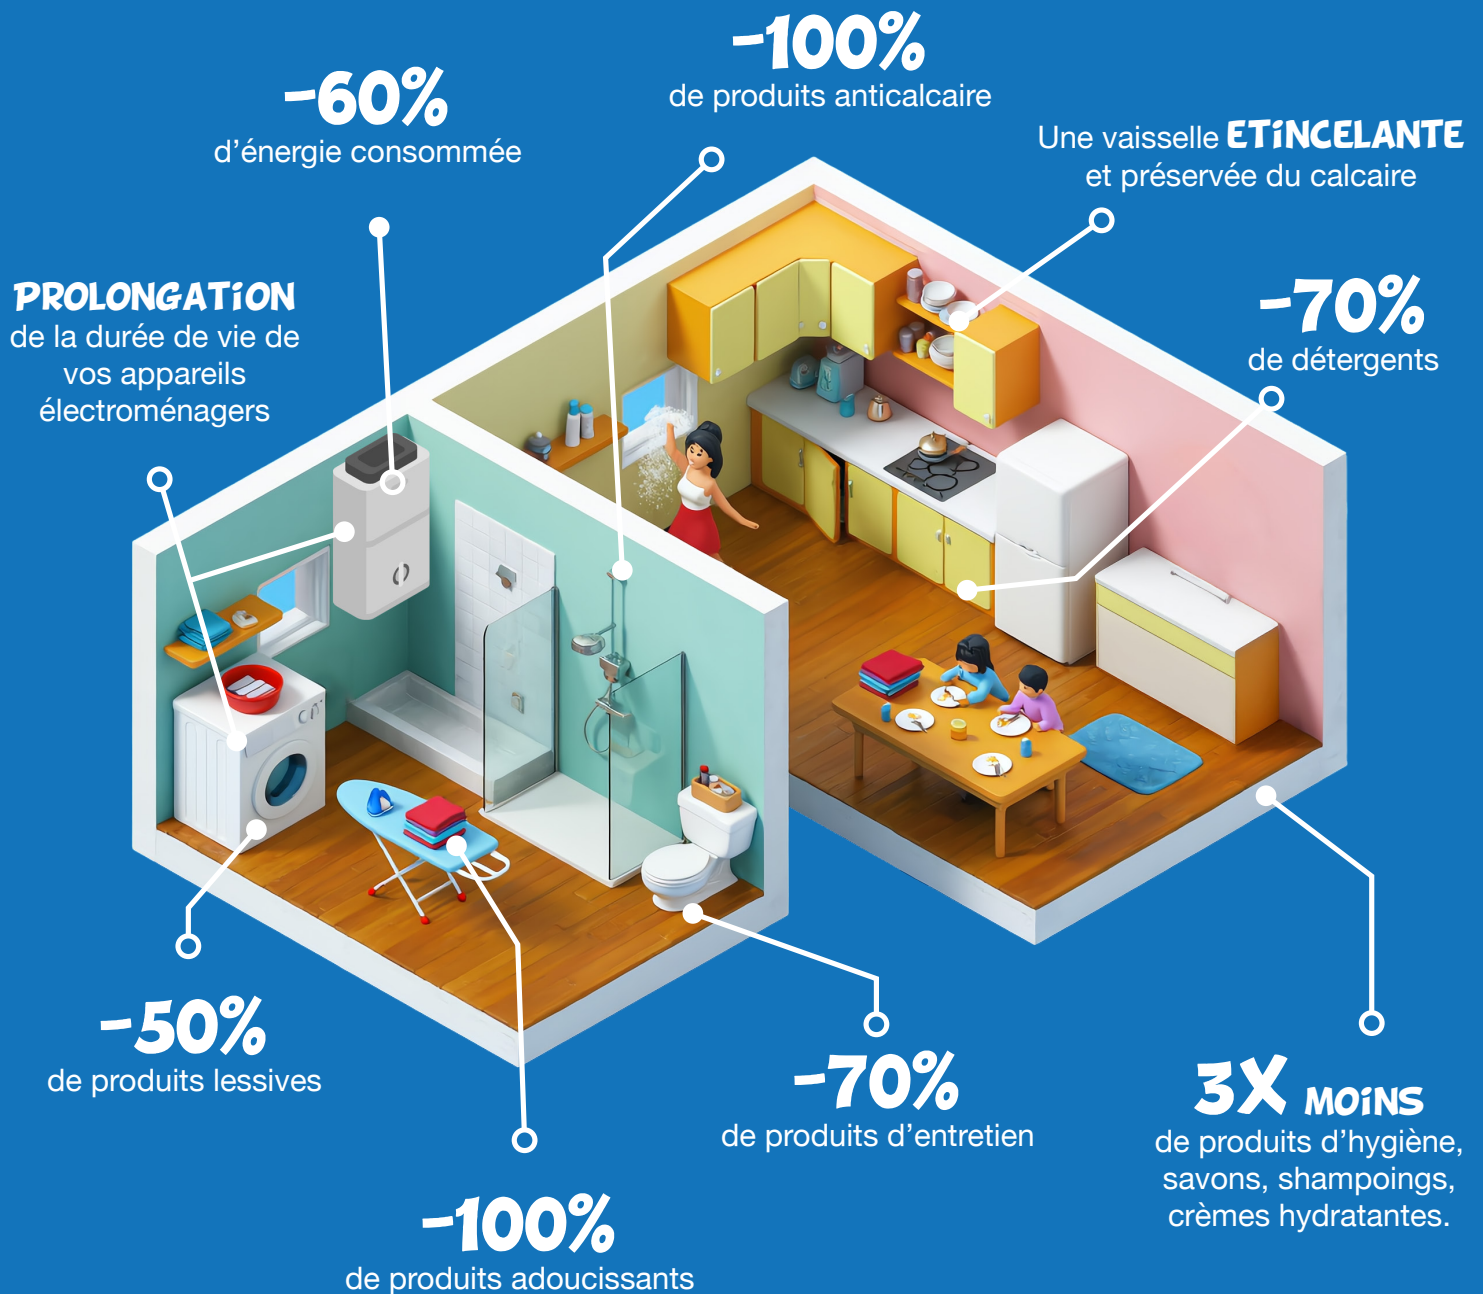 -100%
de produits anticalcaire
-60%
d'énergie consommée
Une vaisselle ETiNCELANTE
et préservée du calcaire
PROLONGATiON
de la durée de vie de
vos appareils
électroménagers
-70%
de détergents
-50%
de produits lessives
-70%
de produits d'entretien
3X MOiNS
de produits d'hygiène,
savons, shampoings,
crèmes hydratantes.
-100%
de produits adoucissants